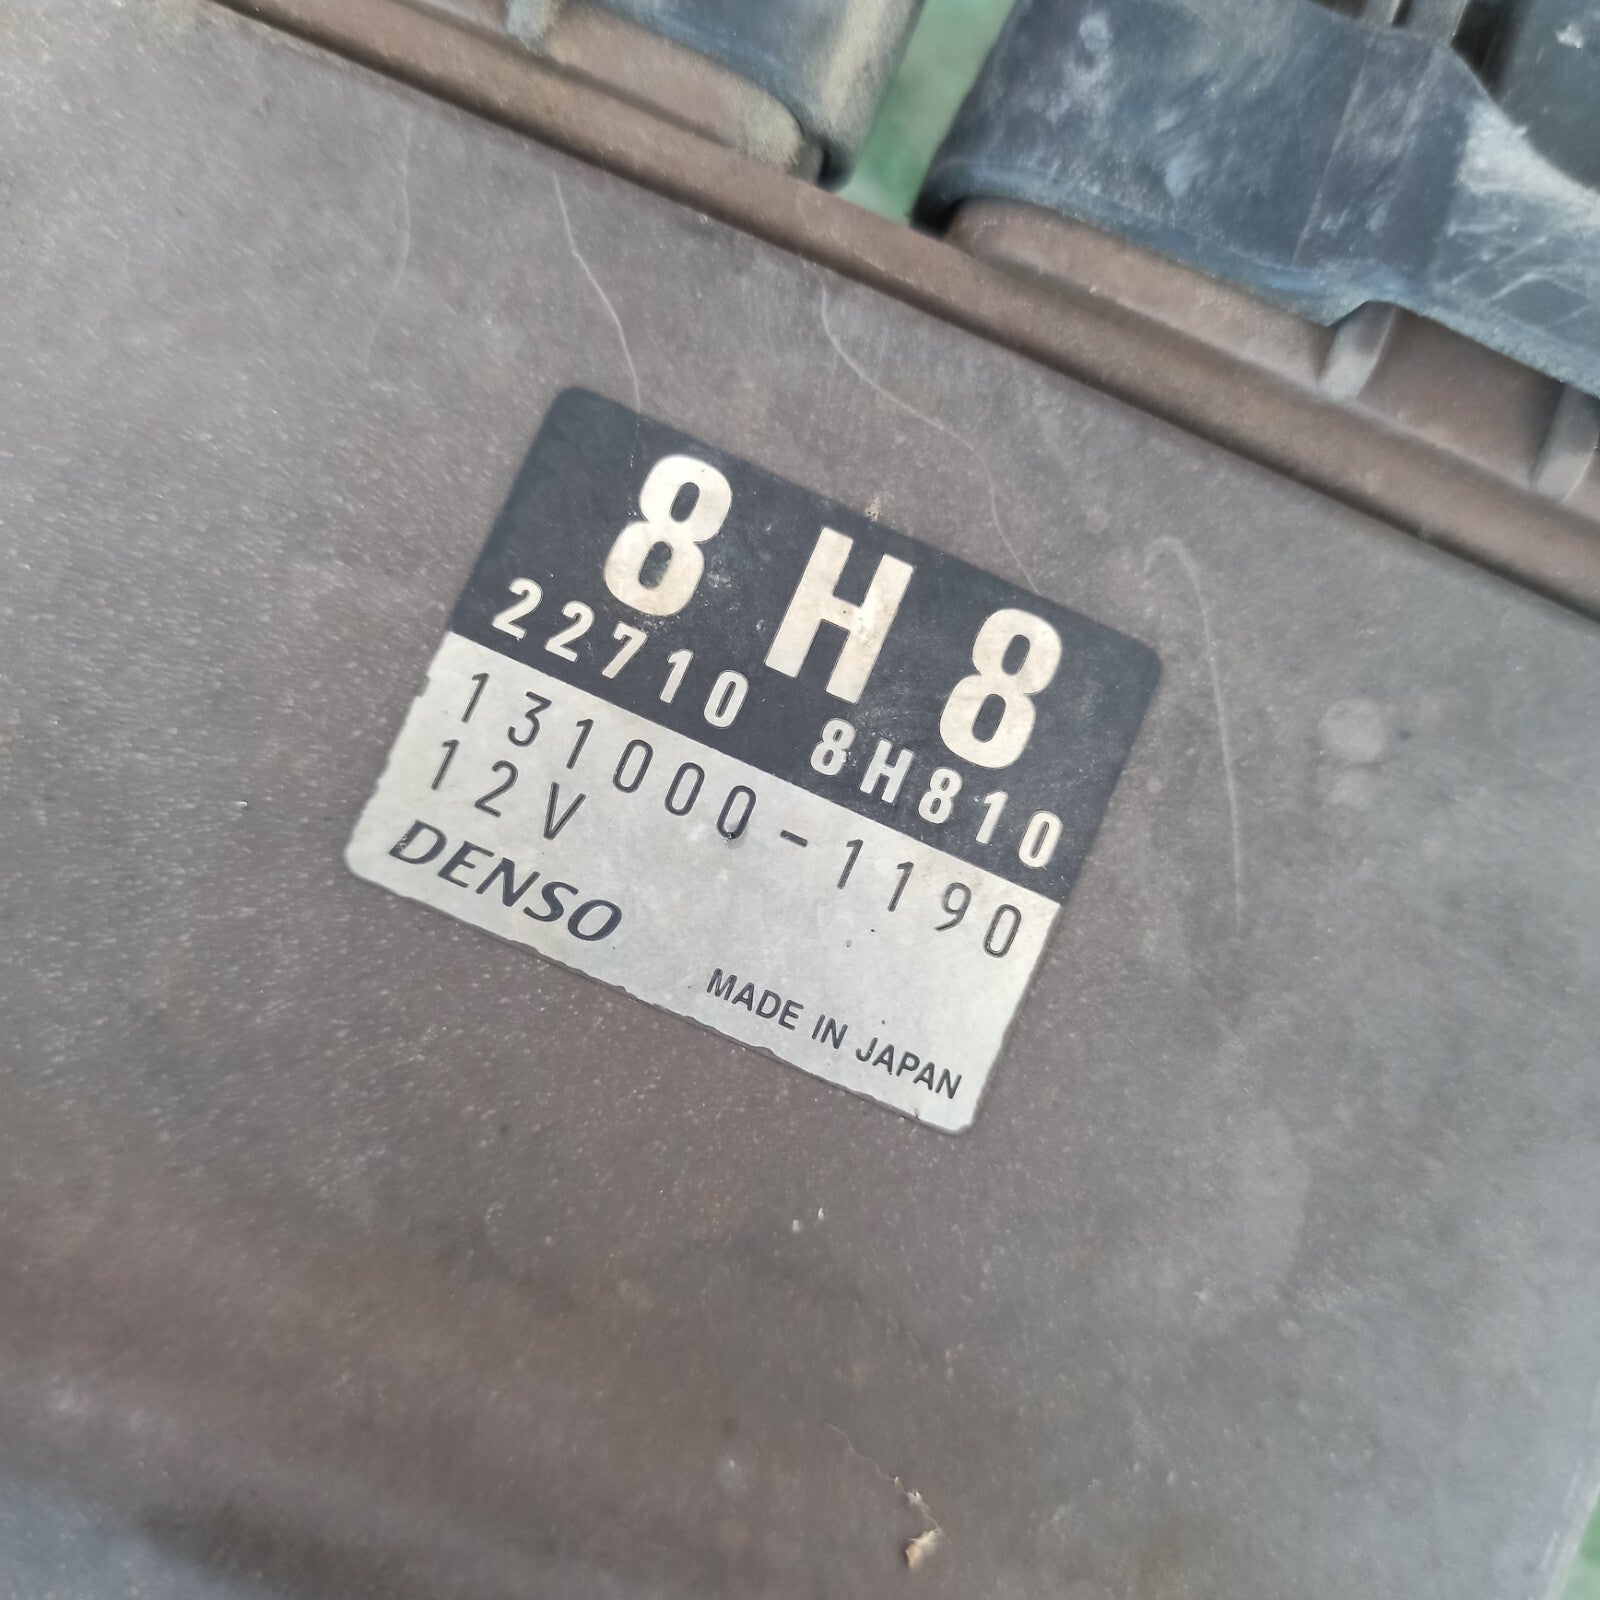 8H8
22710 8H810
131000-1190
12V
DENSO
MADE IN JAPAN